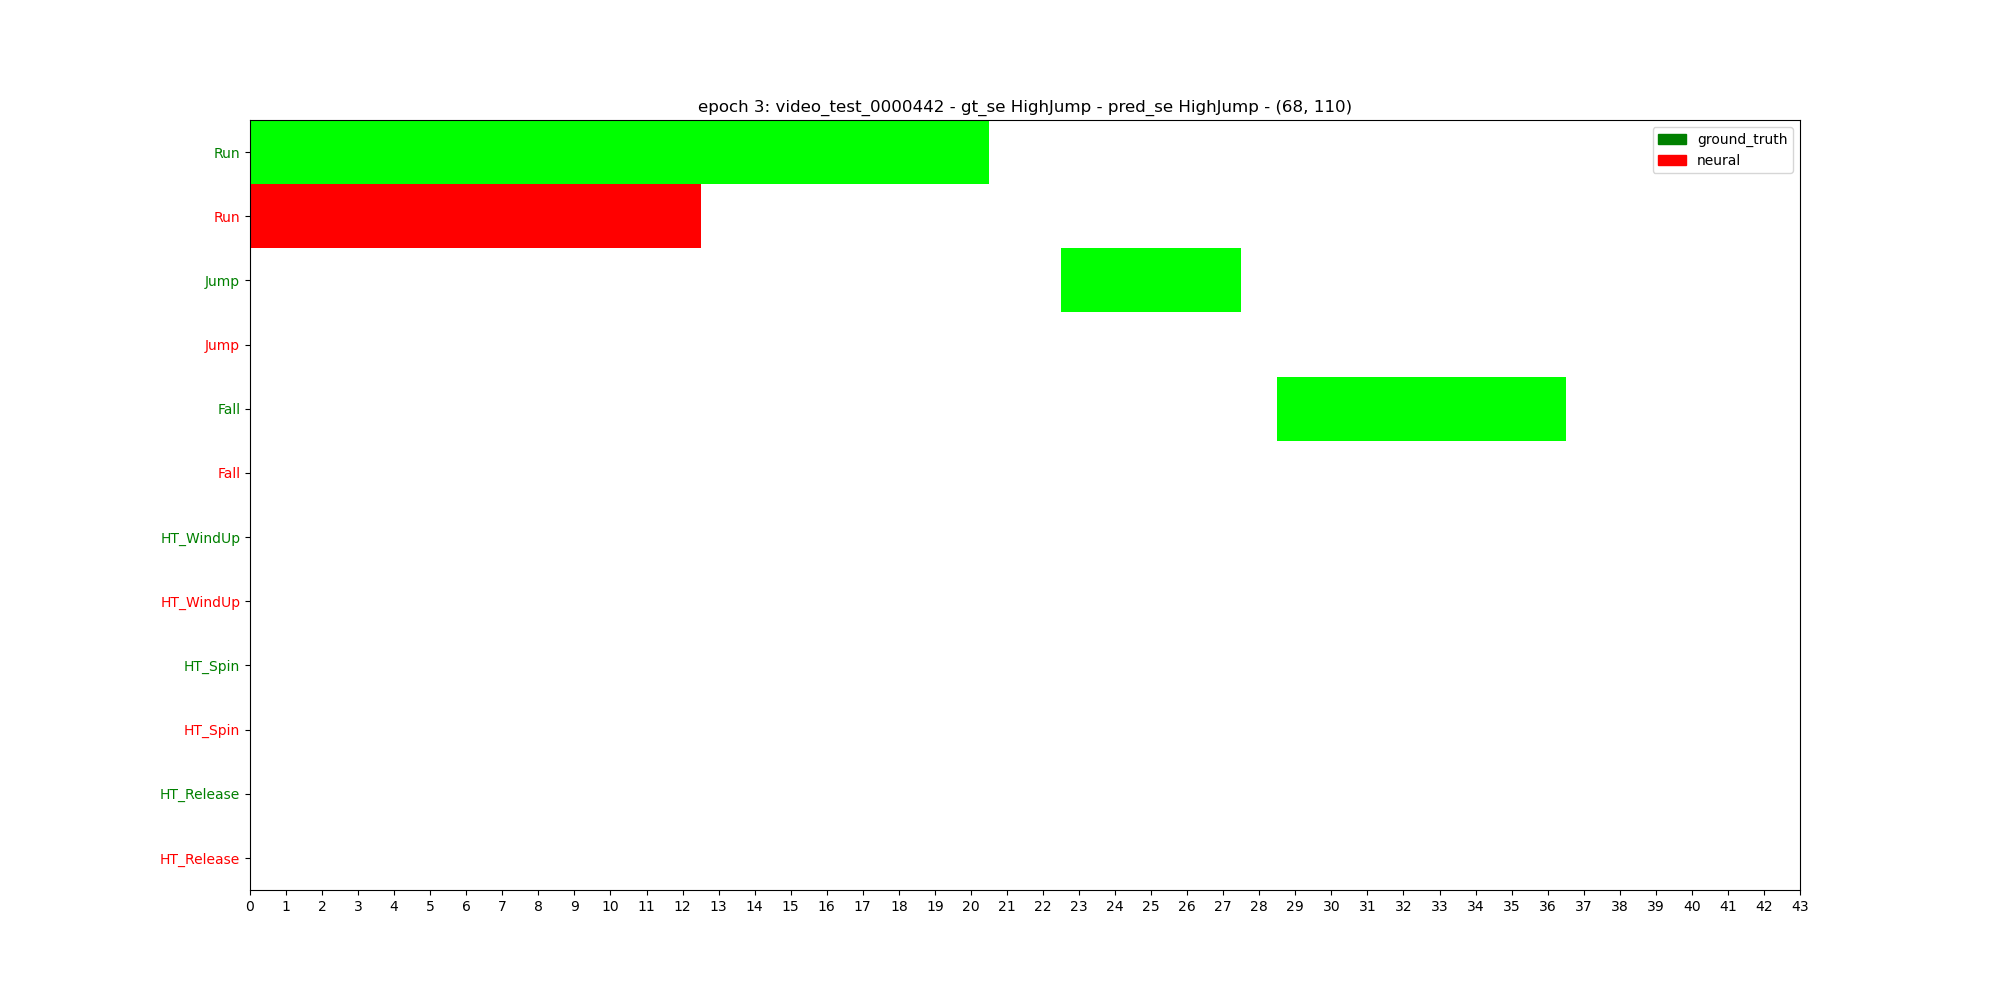 epoch 3: video_test_0000442 - gt_se HighJump - pred_se HighJump - (68, 110)
ground_truth
neural
Run
Run
Jump
Jump
Fall
Fall
HT_WindUp
HT_WindUp
HT_Spin
HT_Spin
HT_Release
HT_Release
0 1 2 3 4 5 6 7 8 9 10 11 12 13 14 15 16 17 18 19 20 21 22 23 24 25 26 27 28 29 30 31 32 33 34 35 36 37 38 39 40 41 42 43